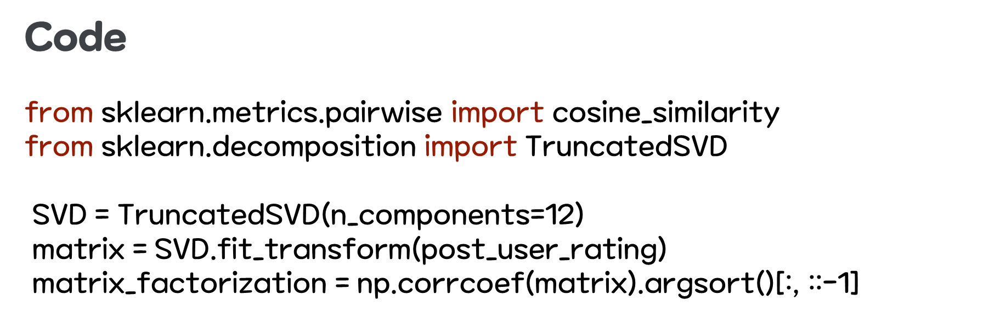 Code
from sklearn.metrics.pairwise import cosine_similarity
from sklearn.decomposition import TruncatedSVD
SVD = TruncatedSVD(n_components=12)
matrix = SVD.fit_transform(post_user_rating)
matrix_factorization = np.corrcoef(matrix).argsort()[:, ::-1]